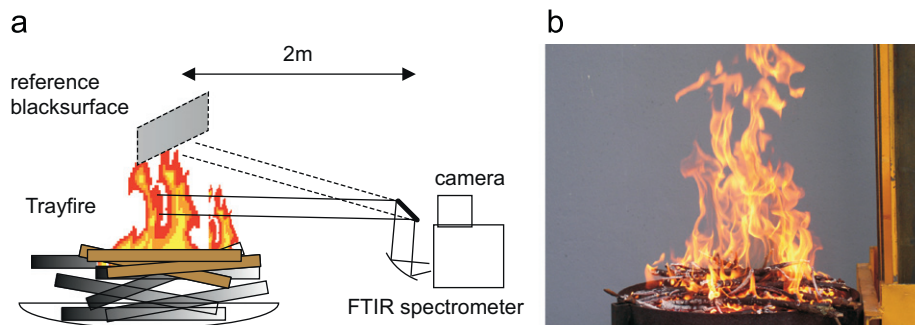 a
2m
reference
blacksurface
Trayfire
camera
FTIR spectrometer
b